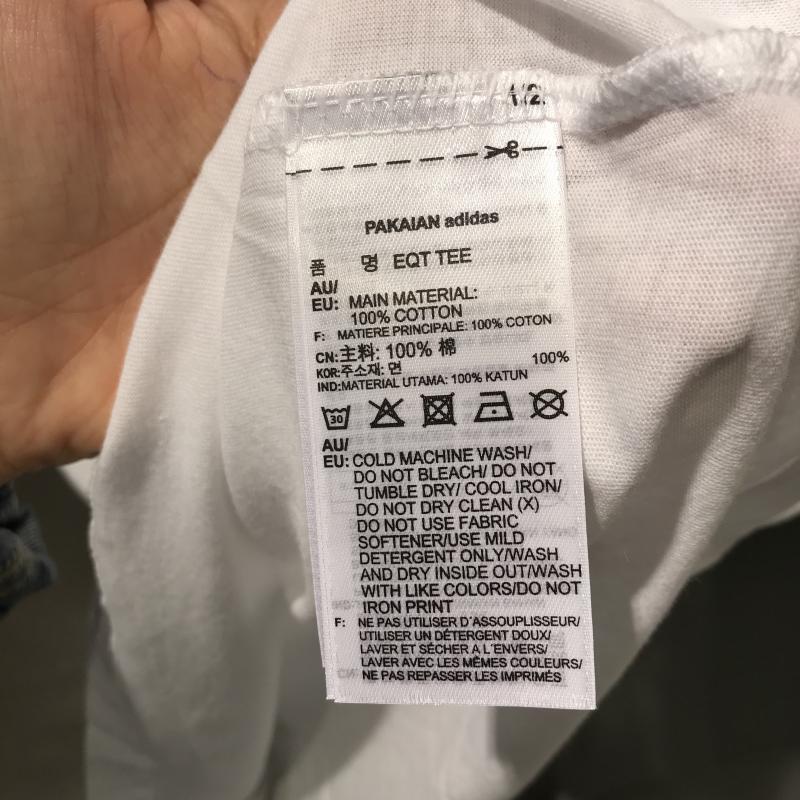 1/2.
PAKAIAN adidas
품 명 EQT TEE
AU/
EU: MAIN MATERIAL:
100% COTTON
F: MATIERE PRINCIPALE: 100% COTON
CN:主料: 100% 棉
KOR:주소재: 면 100%
IND:MATERIAL UTAMA: 100% KATUN
30
AU/
EU: COLD MACHINE WASH/
DO NOT BLEACH/ DO NOT
TUMBLE DRY/ COOL IRON/
DO NOT DRY CLEAN (X)
DO NOT USE FABRIC
SOFTENER/USE MILD
DETERGENT ONLY/WASH
AND DRY INSIDE OUT/WASH
WITH LIKE COLORS/DO NOT
IRON PRINT
F: NE PAS UTILISER D'ASSOUPLISSEUR/
UTILISER UN DÉTERGENT DOUX/
LAVER ET SÉCHER A L'ENVERS/
LAVER AVEC LES MÊMES COULEURS/
NE PAS REPASSER LES IMPRIMÉS